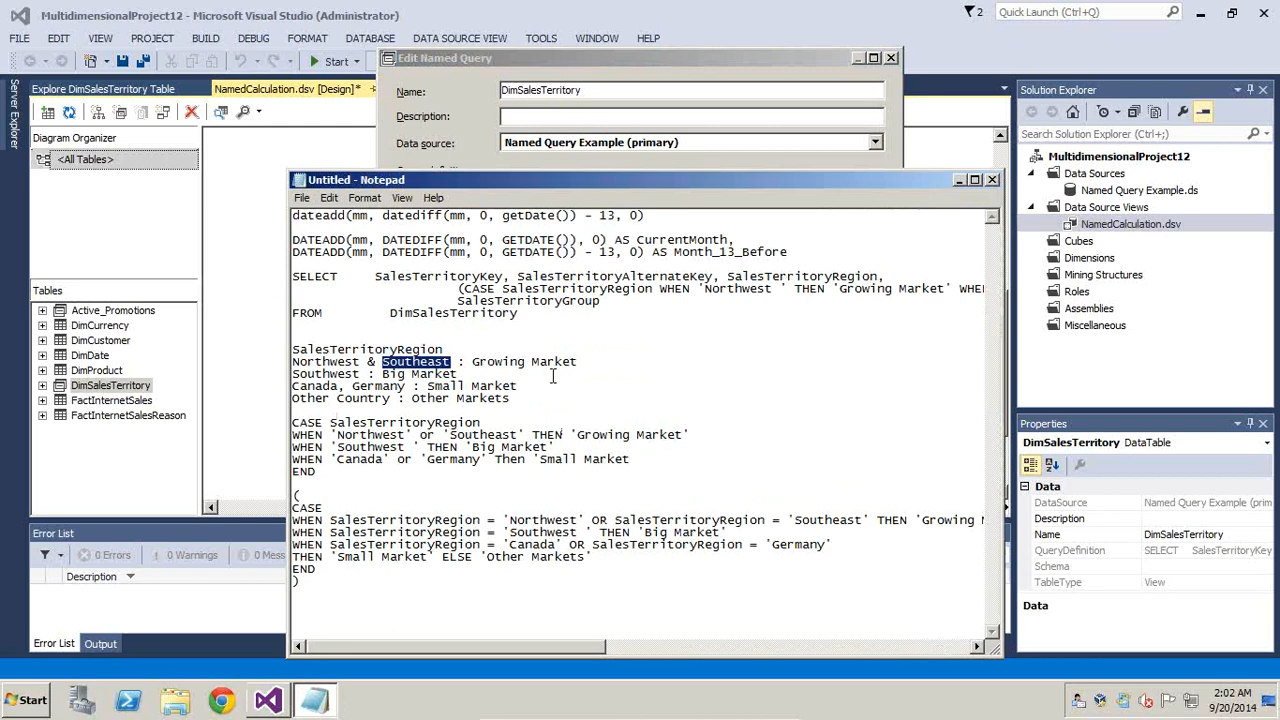 MultidimensionalProject12 - Microsoft Visual Studio (Administrator)
2
Quick Launch (Ctrl+Q)
FILE EDIT VIEW PROJECT BUILD DEBUG FORMAT DATABASE DATA SOURCE VIEW TOOLS WINDOW HELP
Start
Edit Named Query
Server Explorer
Explore DimSalesTerritory Table
NamedCalculation.dsv [Design]*
Name:
DimSalesTerritory
Description:
Data source:
Named Query Example (primary)
Diagram Organizer
<All Tables>
Tables
Active_Promotions
DimCurrency
DimCustomer
DimDate
DimProduct
DimSalesTerritory
FactInternetSales
FactInternetSalesReason
Untitled - Notepad
File Edit Format View Help
dateadd(mm, datediff(mm, 0, getDate()) - 13, 0)
DATEADD(mm, DATEDIFF(mm, 0, GETDATE()), 0) AS CurrentMonth,
DATEADD(mm, DATEDIFF(mm, 0, GETDATE()) - 13, 0) AS Month_13_Before
SELECT SalesTerritoryKey, SalesTerritoryAlternateKey, SalesTerritoryRegion,
(CASE SalesTerritoryRegion WHEN 'Northwest ' THEN 'Growing Market' WHE
SalesTerritoryGroup
FROM DimSalesTerritory
SalesTerritoryRegion
Northwest & Southeast : Growing Market
Southwest : Big Market
Canada, Germany : Small Market
Other Country : Other Markets
CASE SalesTerritoryRegion
WHEN 'Northwest' or 'Southeast' THEN 'Growing Market'
WHEN 'Southwest ' THEN 'Big Market'
WHEN 'Canada' or 'Germany' Then 'Small Market
END
(
CASE
WHEN SalesTerritoryRegion = 'Northwest' OR SalesTerritoryRegion = 'Southeast' THEN 'Growing M
WHEN SalesTerritoryRegion = 'Southwest ' THEN 'Big Market'
WHEN SalesTerritoryRegion = 'Canada' OR SalesTerritoryRegion = 'Germany'
THEN 'Small Market' ELSE 'Other Markets'
END
)
Solution Explorer
Search Solution Explorer (Ctrl+;)
MultidimensionalProject12
Data Sources
Named Query Example.ds
Data Source Views
NamedCalculation.dsv
Cubes
Dimensions
Mining Structures
Roles
Assemblies
Miscellaneous
Properties
DimSalesTerritory DataTable
Data
DataSource Named Query Example (prim
Description
Name DimSalesTerritory
QueryDefinition SELECT SalesTerritoryKey
Schema
TableType View
Data
Error List
0 Errors 0 Warnings 0 Mess
Description
Error List Output
Start
2:02 AM
9/20/2014